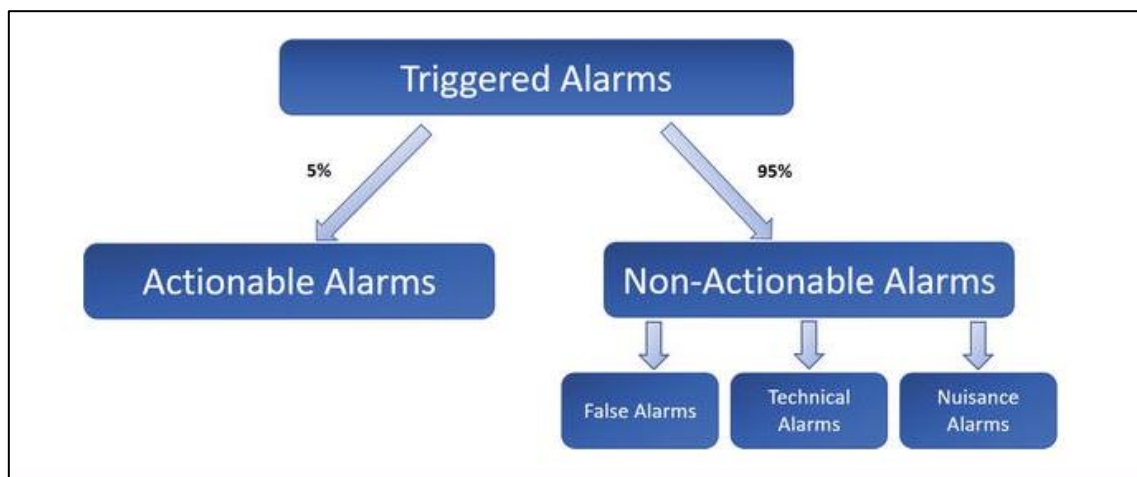 Triggered Alarms
5%
95%
Actionable Alarms
Non-Actionable Alarms
False Alarms
Technical
Alarms
Nuisance
Alarms